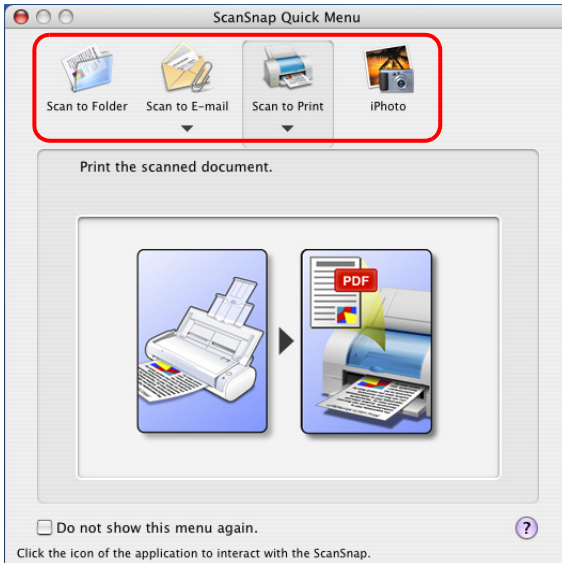 ScanSnap Quick Menu
Scan to Folder
Scan to E-mail
Scan to Print
iPhoto
Print the scanned document.
PDF
Do not show this menu again.
?
Click the icon of the application to interact with the ScanSnap.